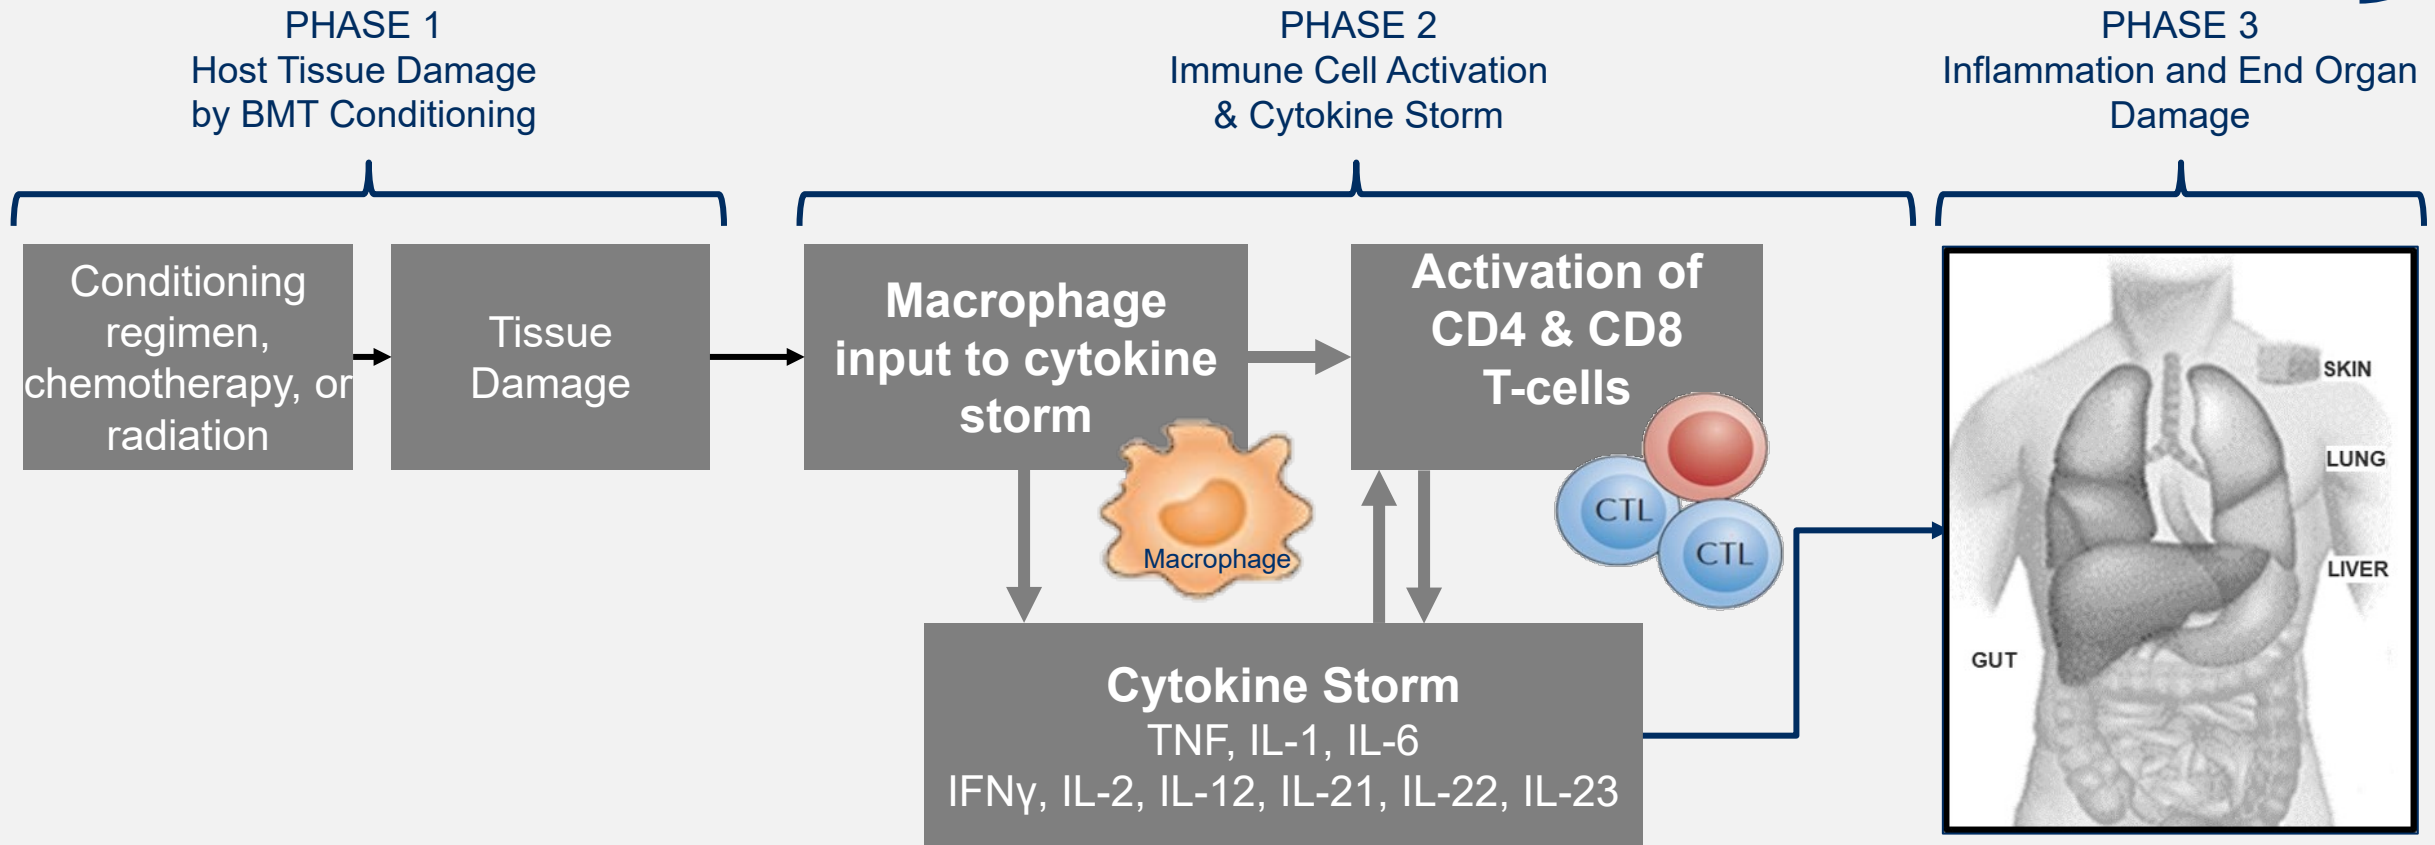 PHASE 1
Host Tissue Damage
by BMT Conditioning
PHASE 2
Immune Cell Activation
& Cytokine Storm
PHASE 3
Inflammation and End Organ
Damage
Conditioning
regimen,
chemotherapy, or
radiation
Tissue
Damage
Macrophage
input to cytokine
storm
Macrophage
Activation of
CD4 & CD8
T-cells
CTL
CTL
Cytokine Storm
TNF, IL-1, IL-6
IFNγ, IL-2, IL-12, IL-21, IL-22, IL-23
SKIN
LUNG
LIVER
GUT